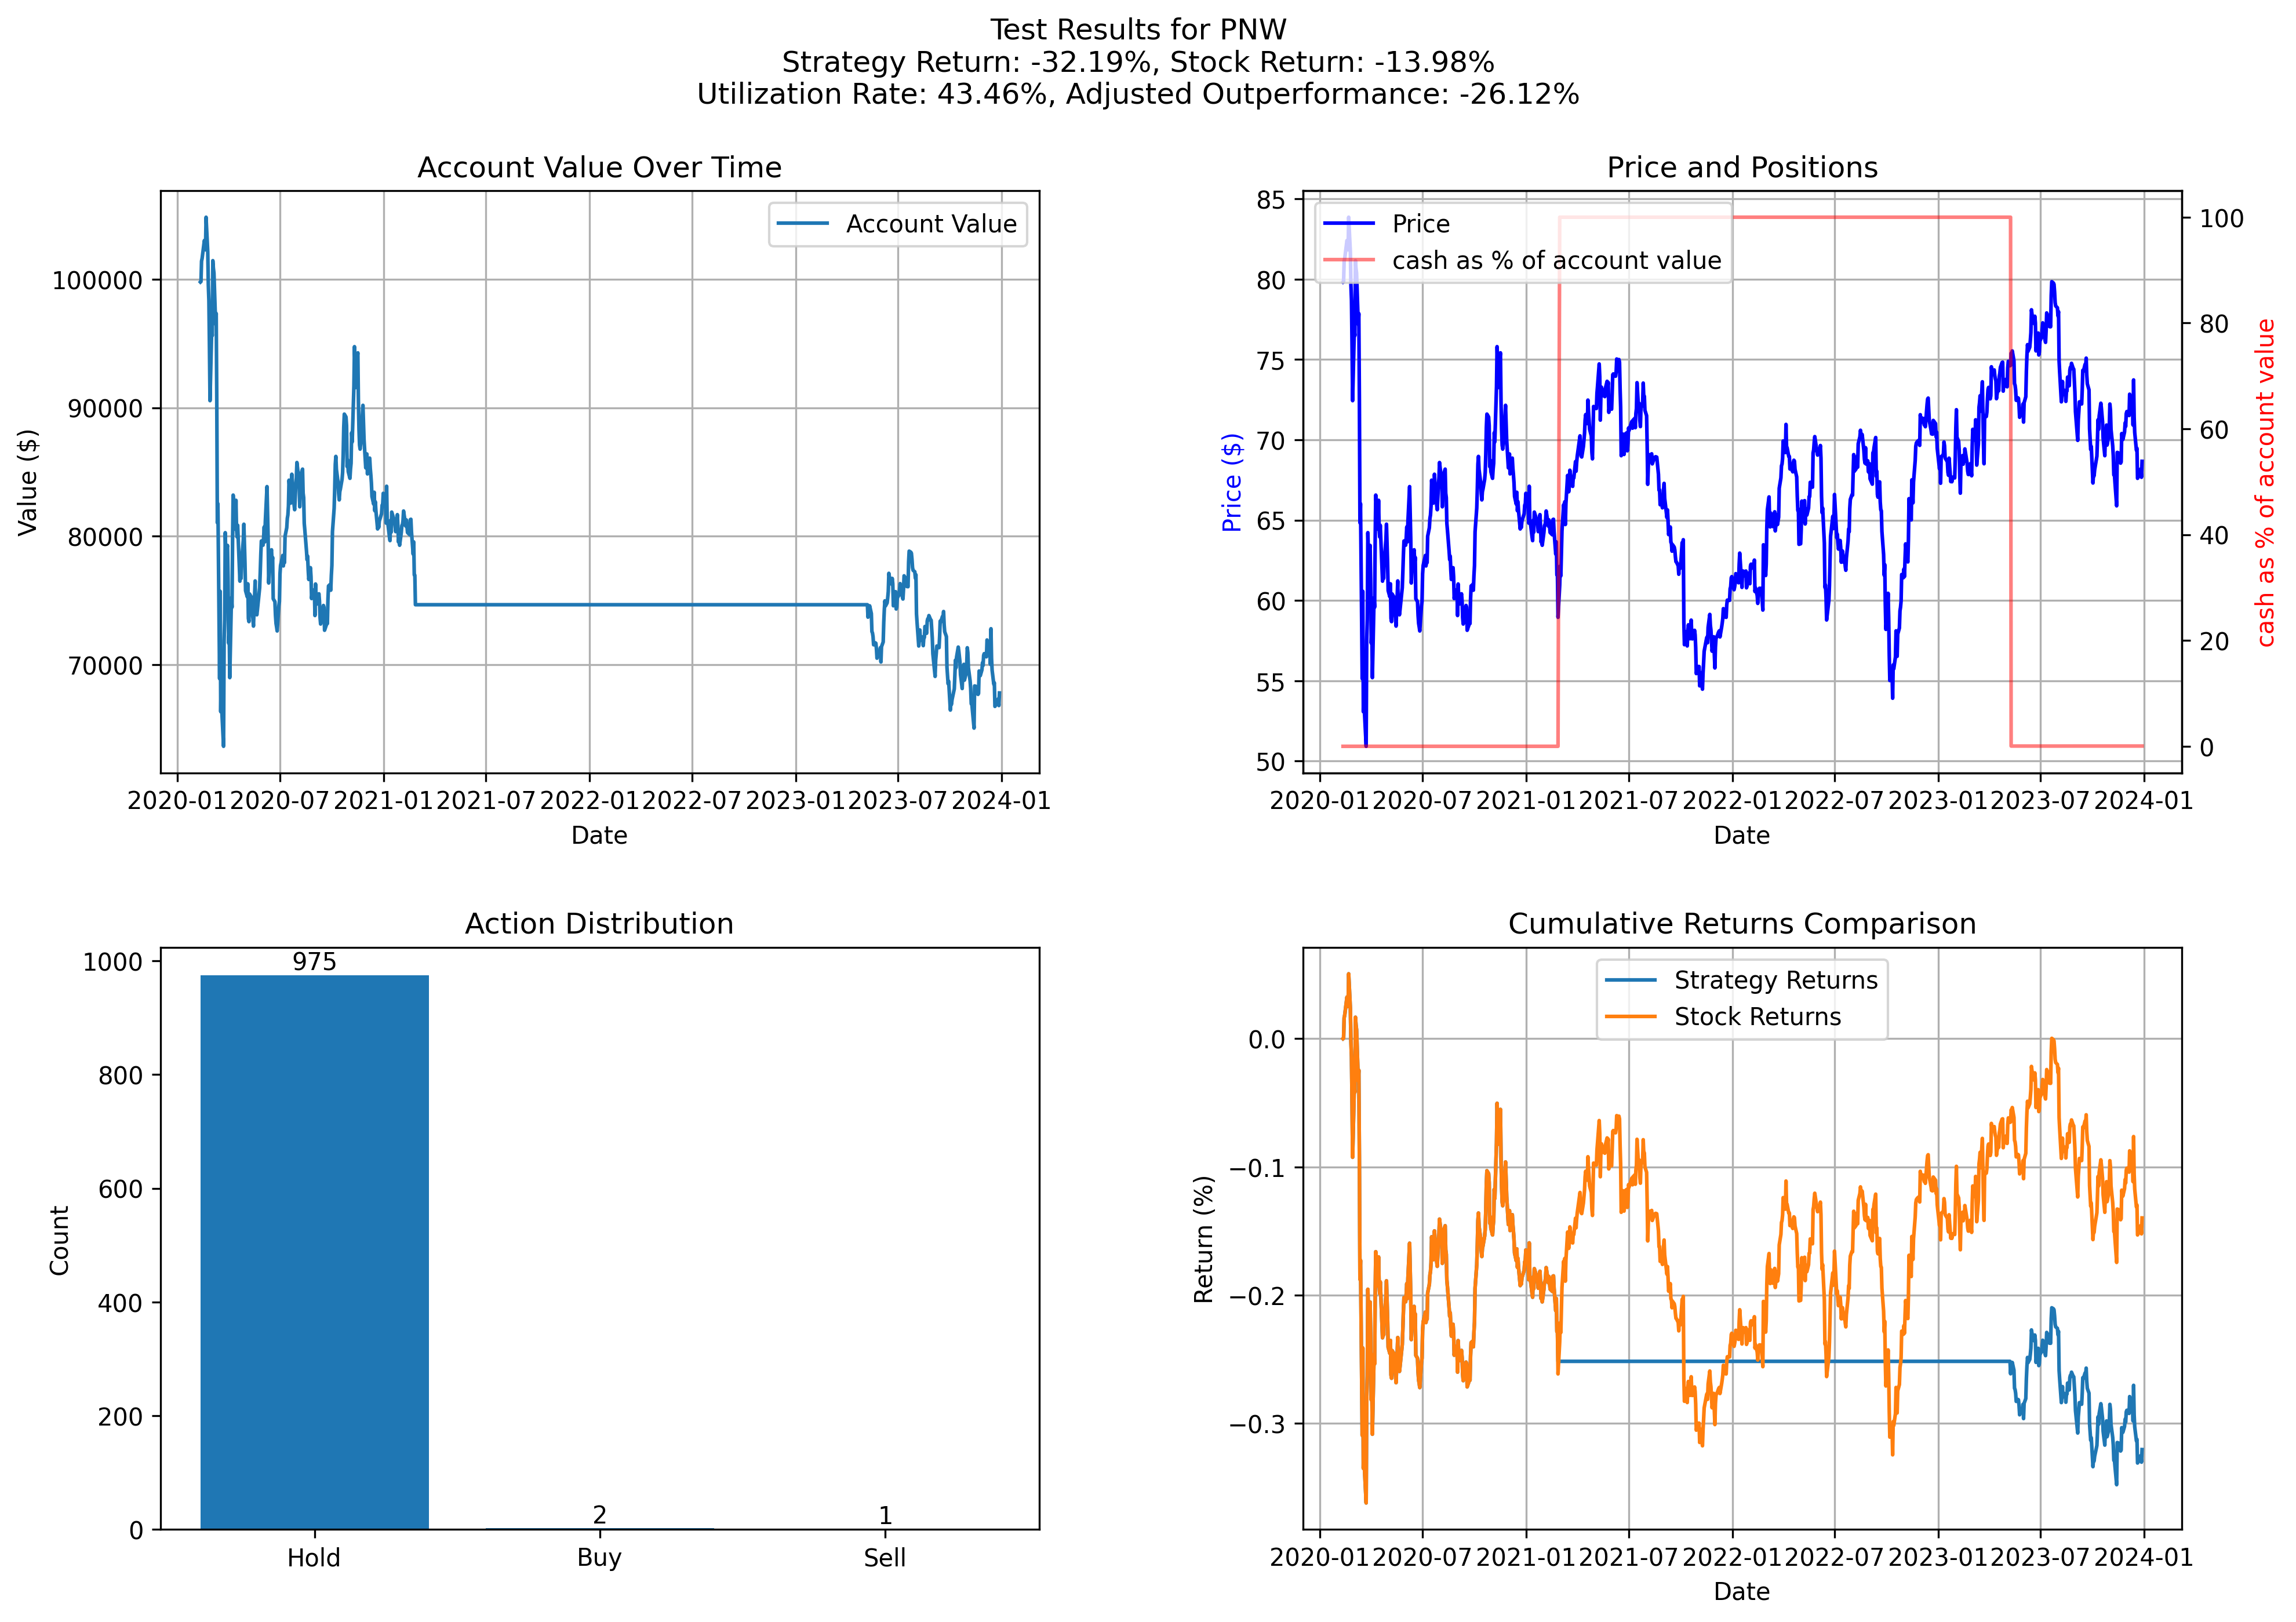 Test Results for PNW
Strategy Return: -32.19%, Stock Return: -13.98%
Utilization Rate: 43.46%, Adjusted Outperformance: -26.12%
Account Value Over Time
Account Value
100000
90000
80000
70000
Value ($)
2020-01 2020-07 2021-01 2021-07 2022-01 2022-07 2023-01 2023-07 2024-01
Date
Price and Positions
Price
cash as % of account value
85
80
75
70
65
60
55
50
Price ($)
100
80
60
40
20
0
cash as % of account value
2020-01 2020-07 2021-01 2021-07 2022-01 2022-07 2023-01 2023-07 2024-01
Date
Action Distribution
1000
800
600
400
200
0
Count
975
2
1
Hold Buy Sell
Cumulative Returns Comparison
Strategy Returns
Stock Returns
0.0
−0.1
−0.2
−0.3
Return (%)
2020-01 2020-07 2021-01 2021-07 2022-01 2022-07 2023-01 2023-07 2024-01
Date